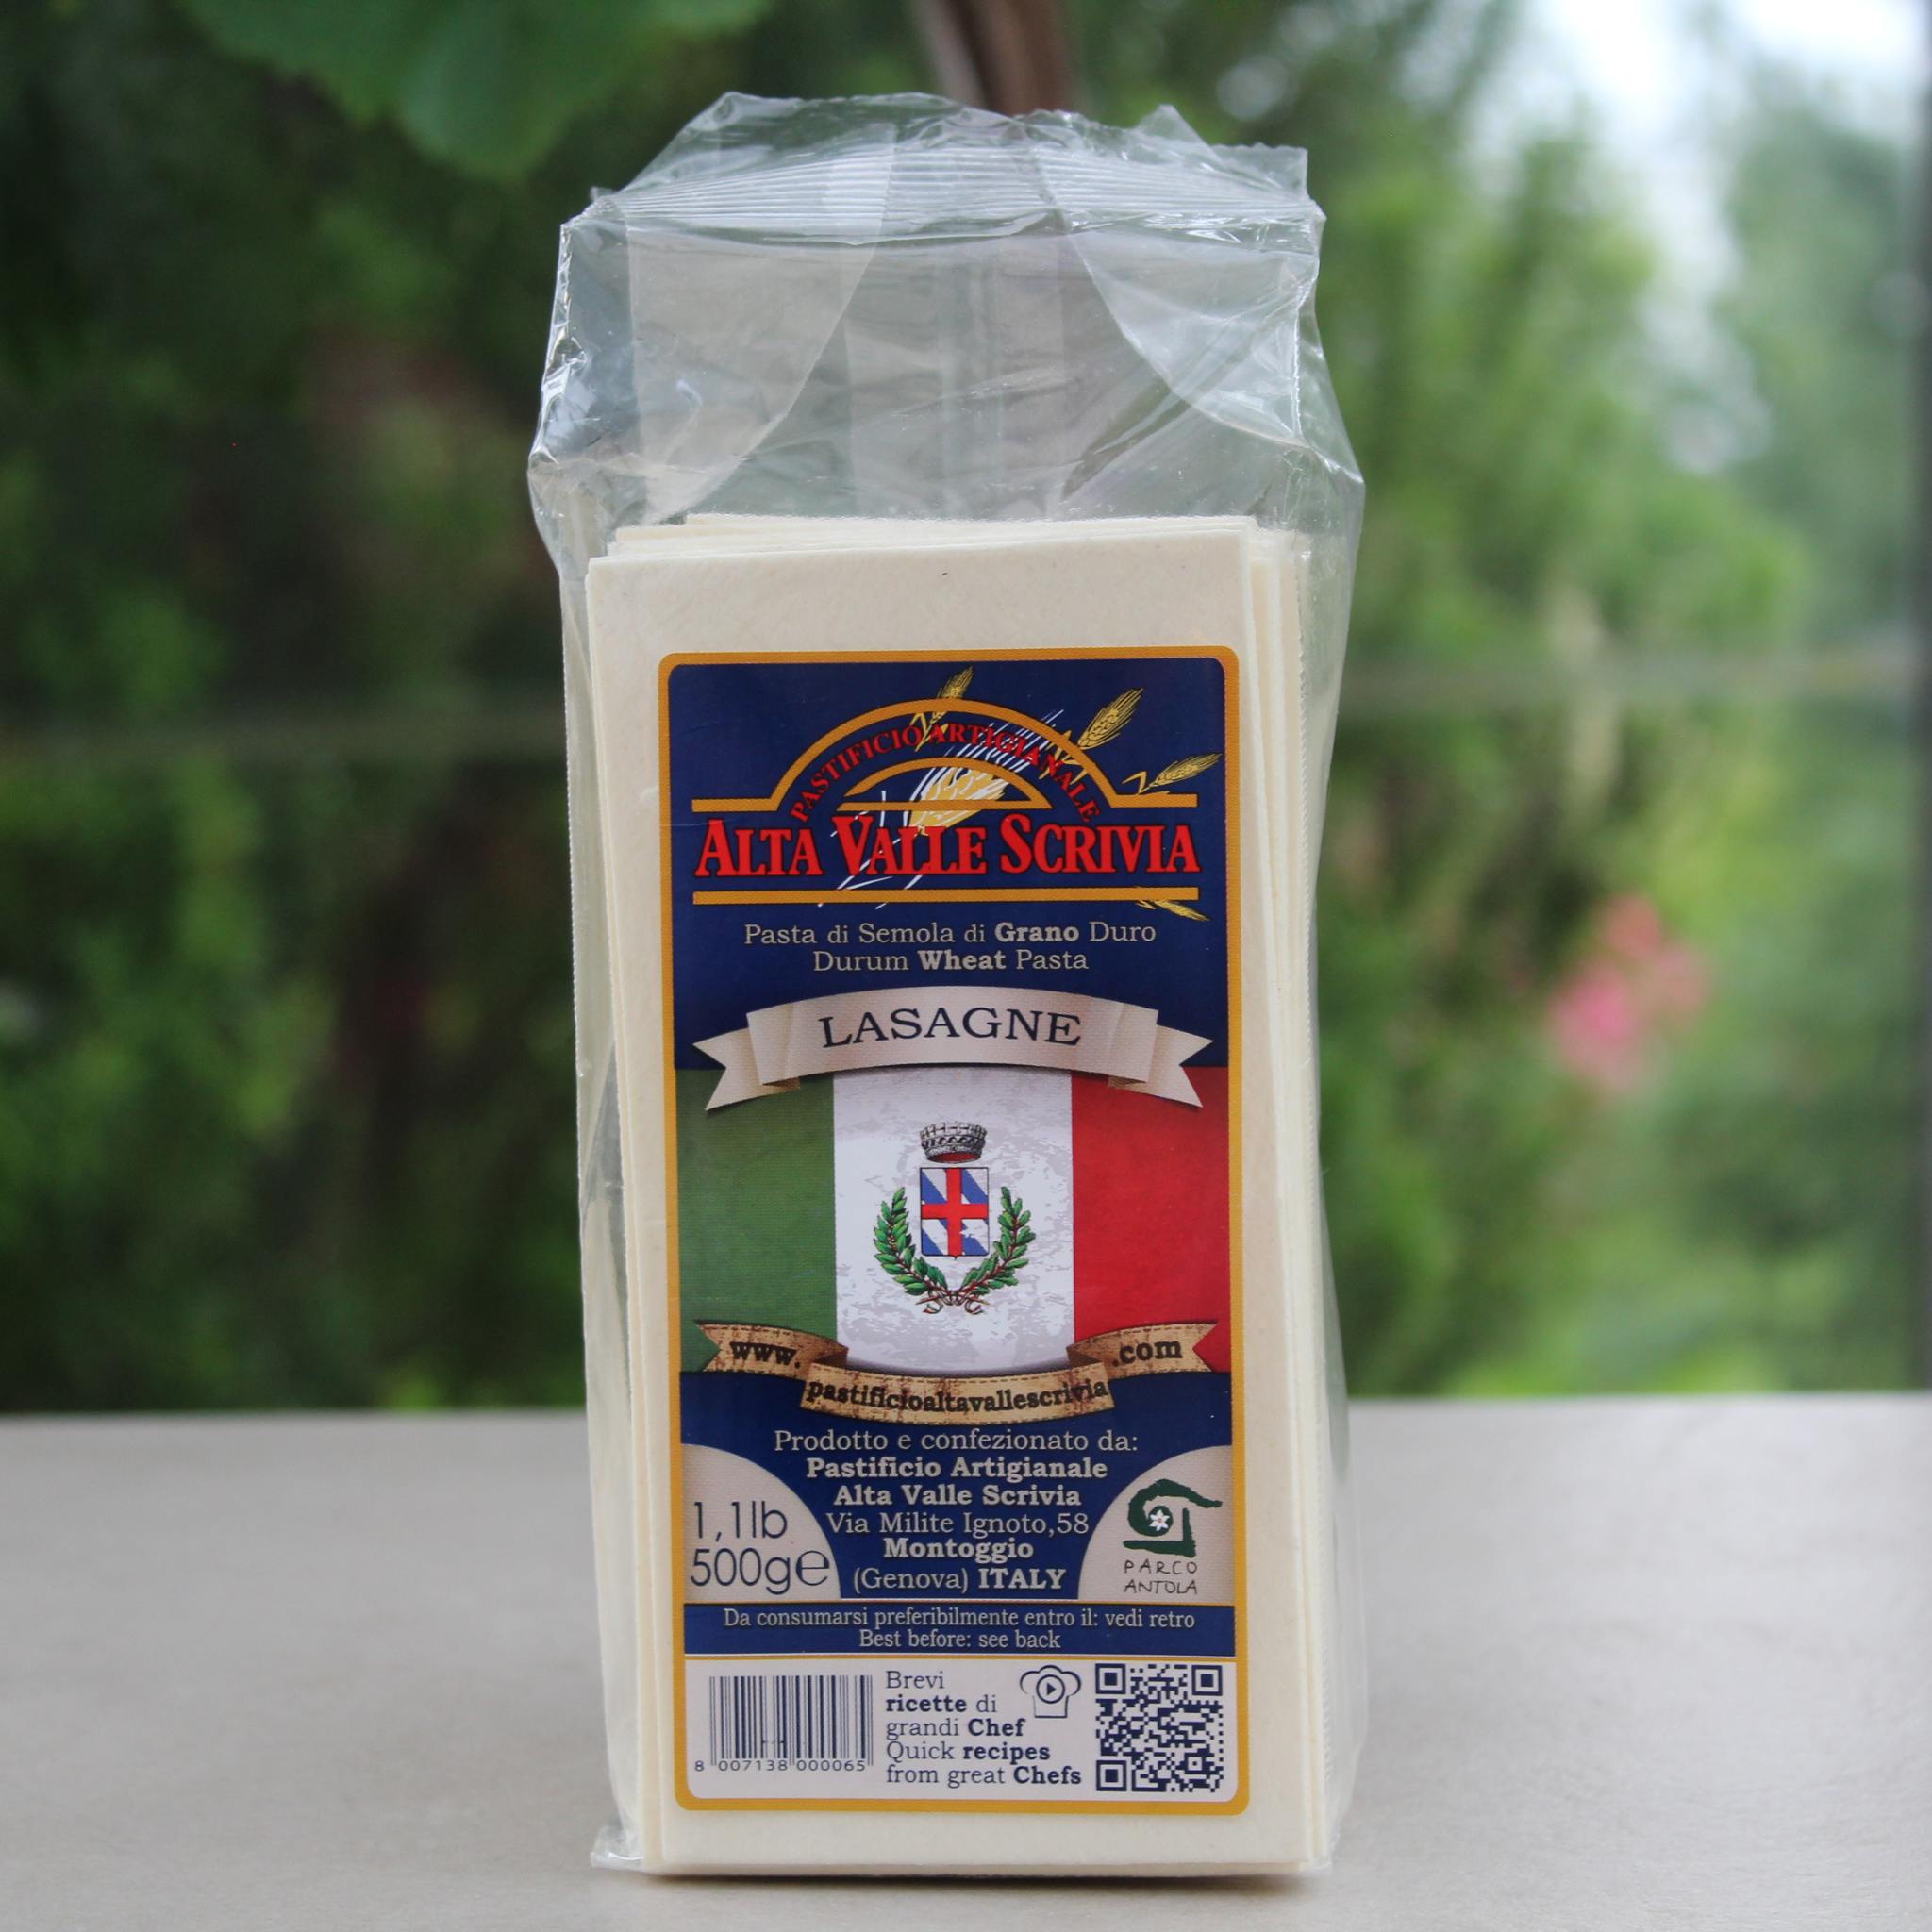 PASTIFICIO ARTIGIANALE
ALTA VALLE SCRIVIA
Pasta di Semola di Grano Duro
Durum Wheat Pasta
LASAGNE
www.
pastificioaltavallescrivia
.com
Prodotto e confezionato da:
Pastificio Artigianale
Alta Valle Scrivia
Via Milite Ignoto,58
Montoggio
(Genova) ITALY
1,1lb
500g℮
PARCO
ANTOLA
Da consumarsi preferibilmente entro il: vedi retro
Best before: see back
8 007138 000065
Brevi
ricette di
grandi Chef
Quick recipes
from great Chefs